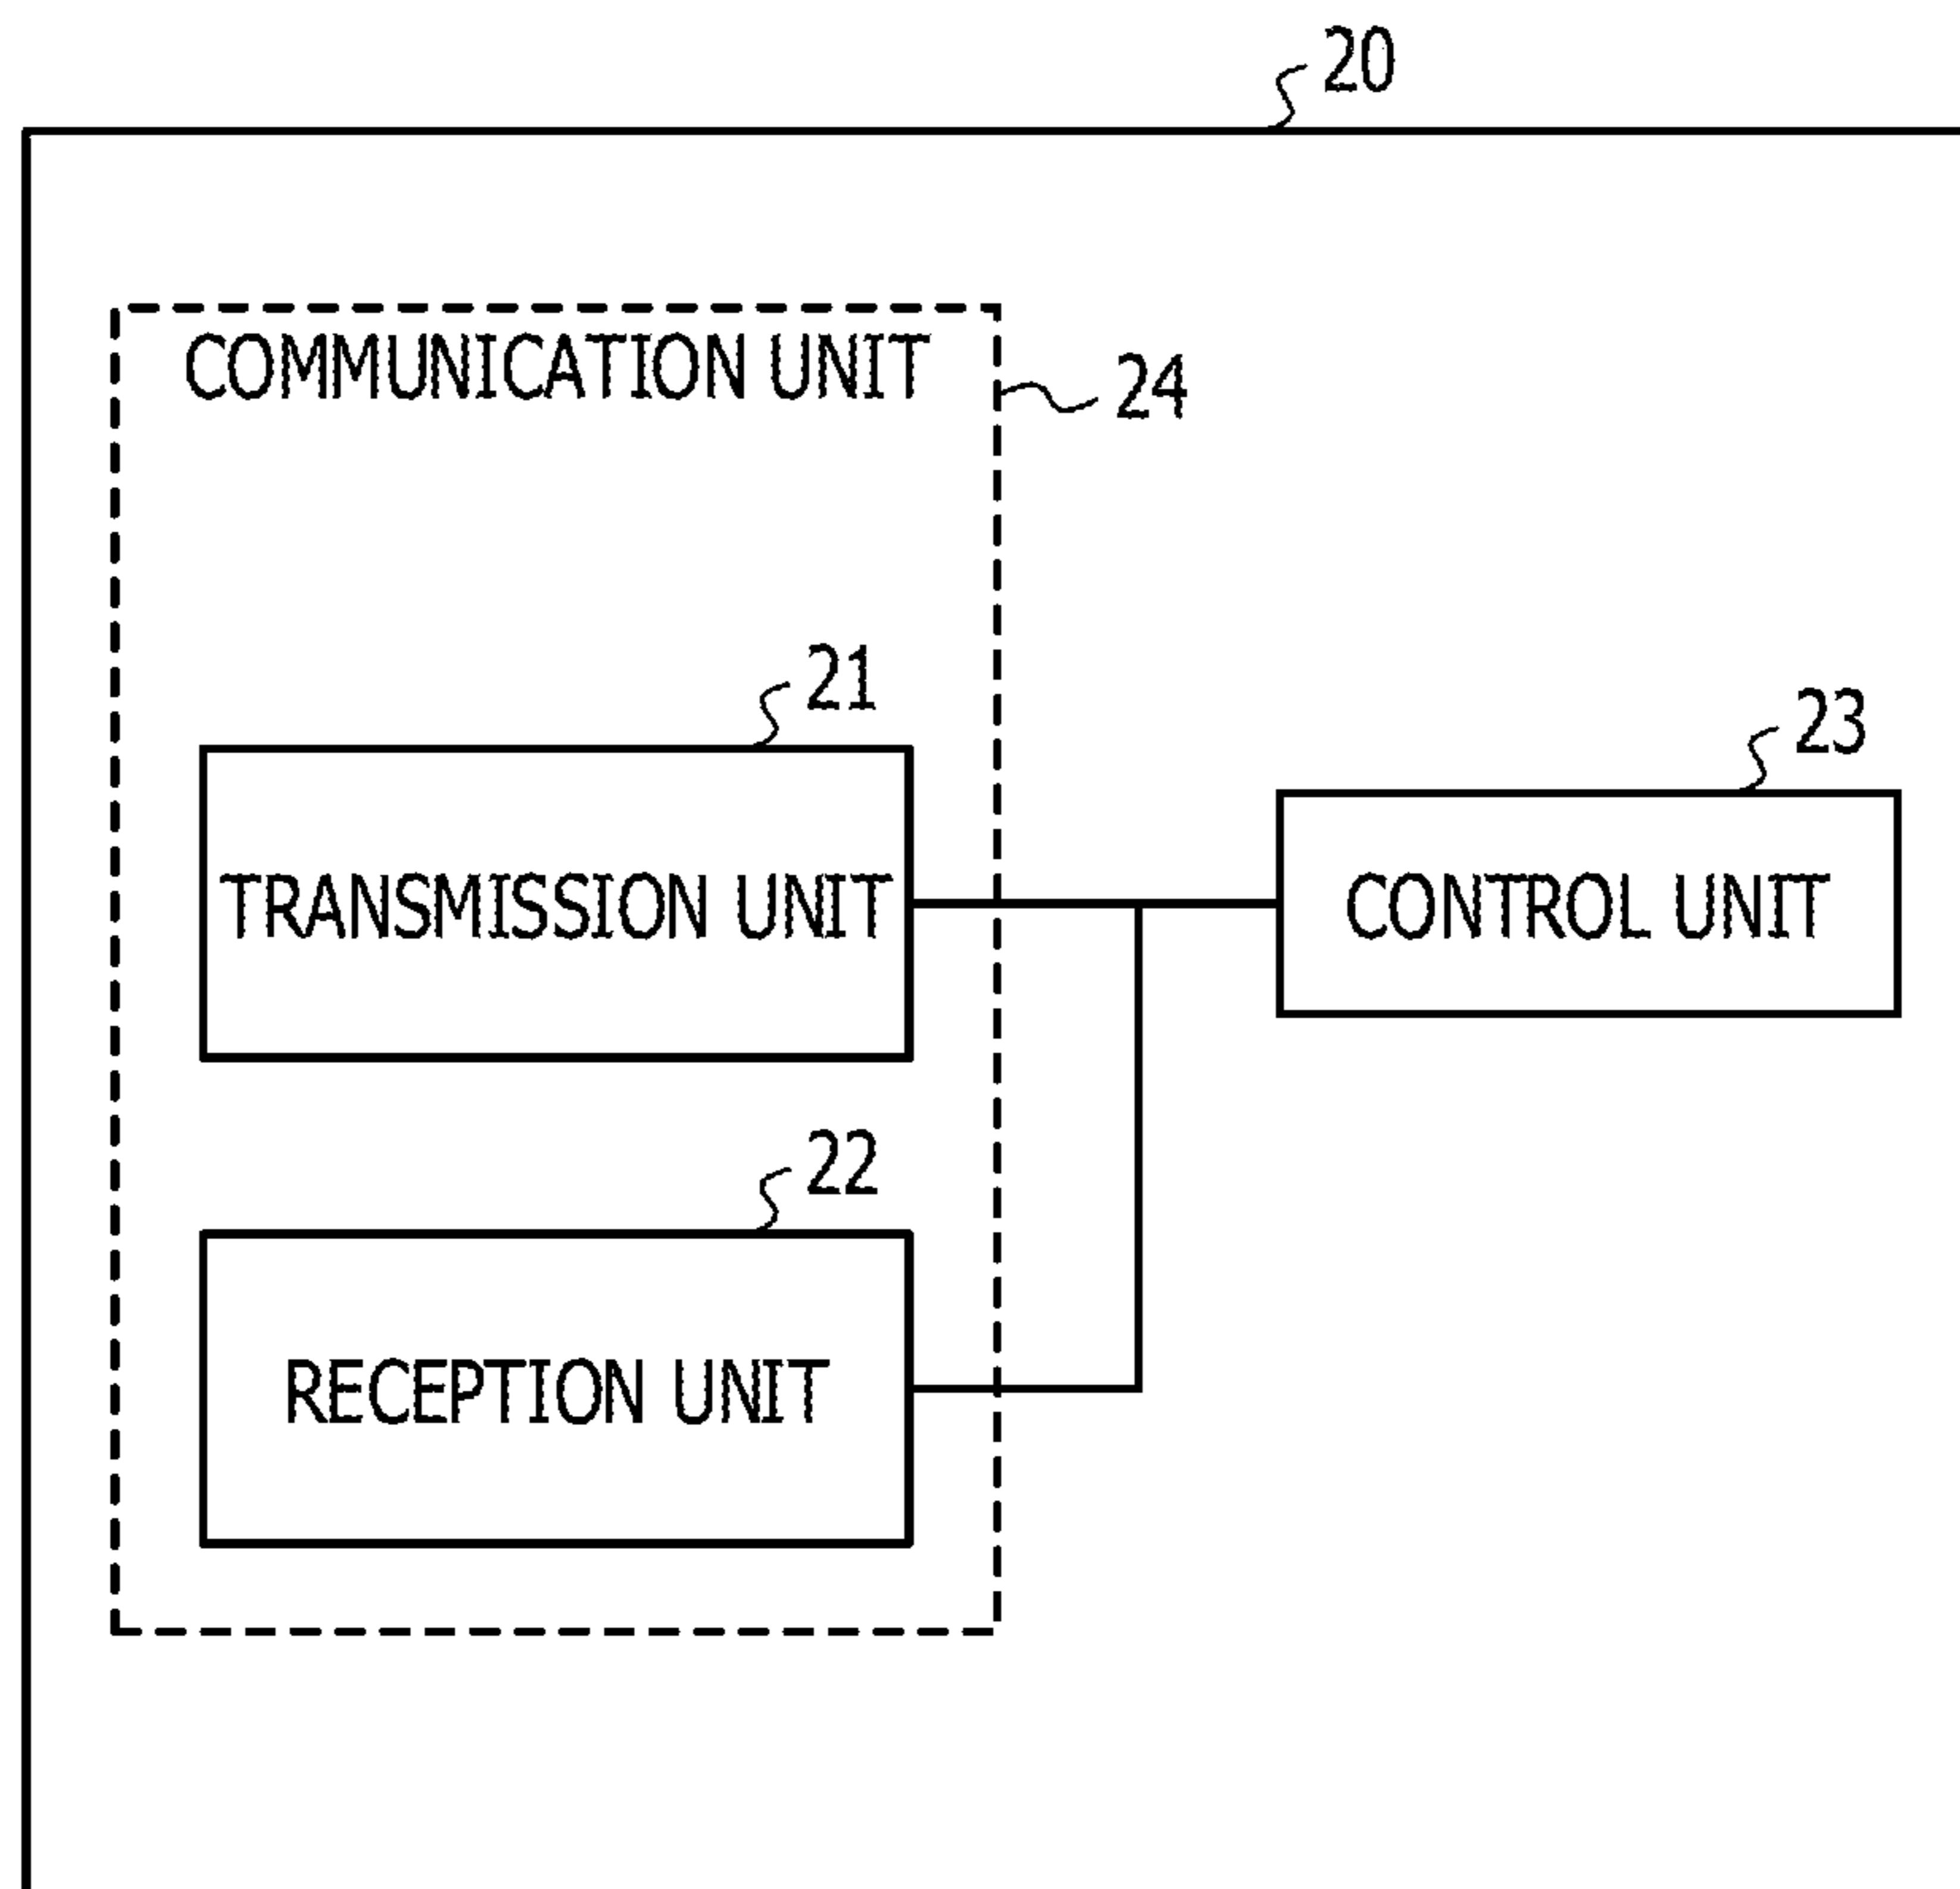 20
COMMUNICATION UNIT
24
21
23
TRANSMISSION UNIT
CONTROL UNIT
22
RECEPTION UNIT